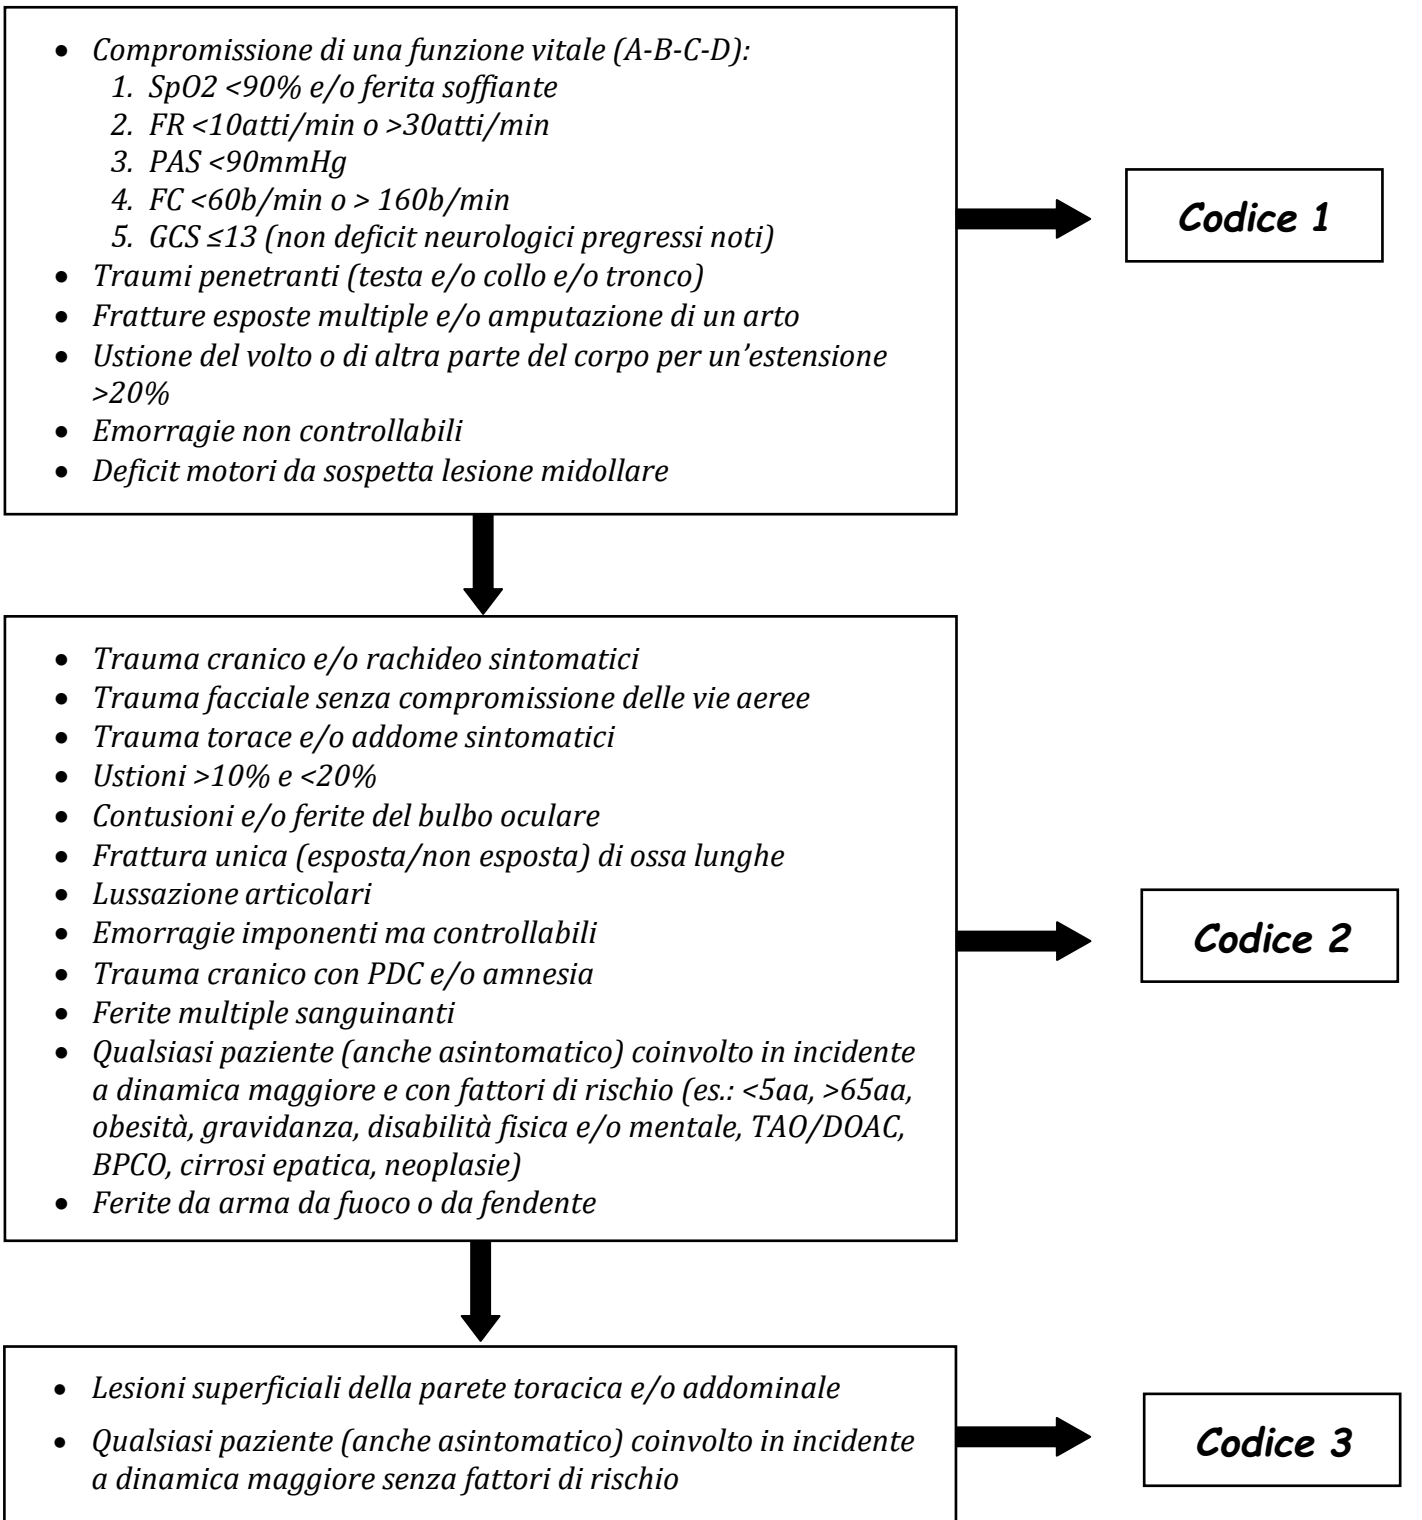 • Compromissione di una funzione vitale (A-B-C-D):
1. SpO2 <90% e/o ferita soffiante
2. FR <10atti/min o >30atti/min
3. PAS <90mmHg
4. FC <60b/min o > 160b/min
5. GCS ≤13 (non deficit neurologici pregressi noti)
• Traumi penetranti (testa e/o collo e/o tronco)
• Fratture esposte multiple e/o amputazione di un arto
• Ustione del volto o di altra parte del corpo per un’estensione
>20%
• Emorragie non controllabili
• Deficit motori da sospetta lesione midollare
Codice 1
• Trauma cranico e/o rachideo sintomatici
• Trauma facciale senza compromissione delle vie aeree
• Trauma torace e/o addome sintomatici
• Ustioni >10% e <20%
• Contusioni e/o ferite del bulbo oculare
• Frattura unica (esposta/non esposta) di ossa lunghe
• Lussazione articolari
• Emorragie imponenti ma controllabili
• Trauma cranico con PDC e/o amnesia
• Ferite multiple sanguinanti
• Qualsiasi paziente (anche asintomatico) coinvolto in incidente
a dinamica maggiore e con fattori di rischio (es.: <5aa, >65aa,
obesità, gravidanza, disabilità fisica e/o mentale, TAO/DOAC,
BPCO, cirrosi epatica, neoplasie)
• Ferite da arma da fuoco o da fendente
Codice 2
• Lesioni superficiali della parete toracica e/o addominale
• Qualsiasi paziente (anche asintomatico) coinvolto in incidente
a dinamica maggiore senza fattori di rischio
Codice 3